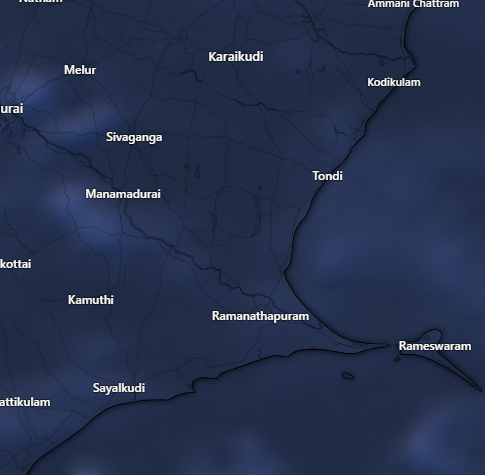 Ammani Chattram
Karaikudi
Melur
Kodikulam
urai
Sivaganga
Tondi
Manamadurai
kottai
Kamuthi
Ramanathapuram
Rameswaram
Sayalkudi
attikulam